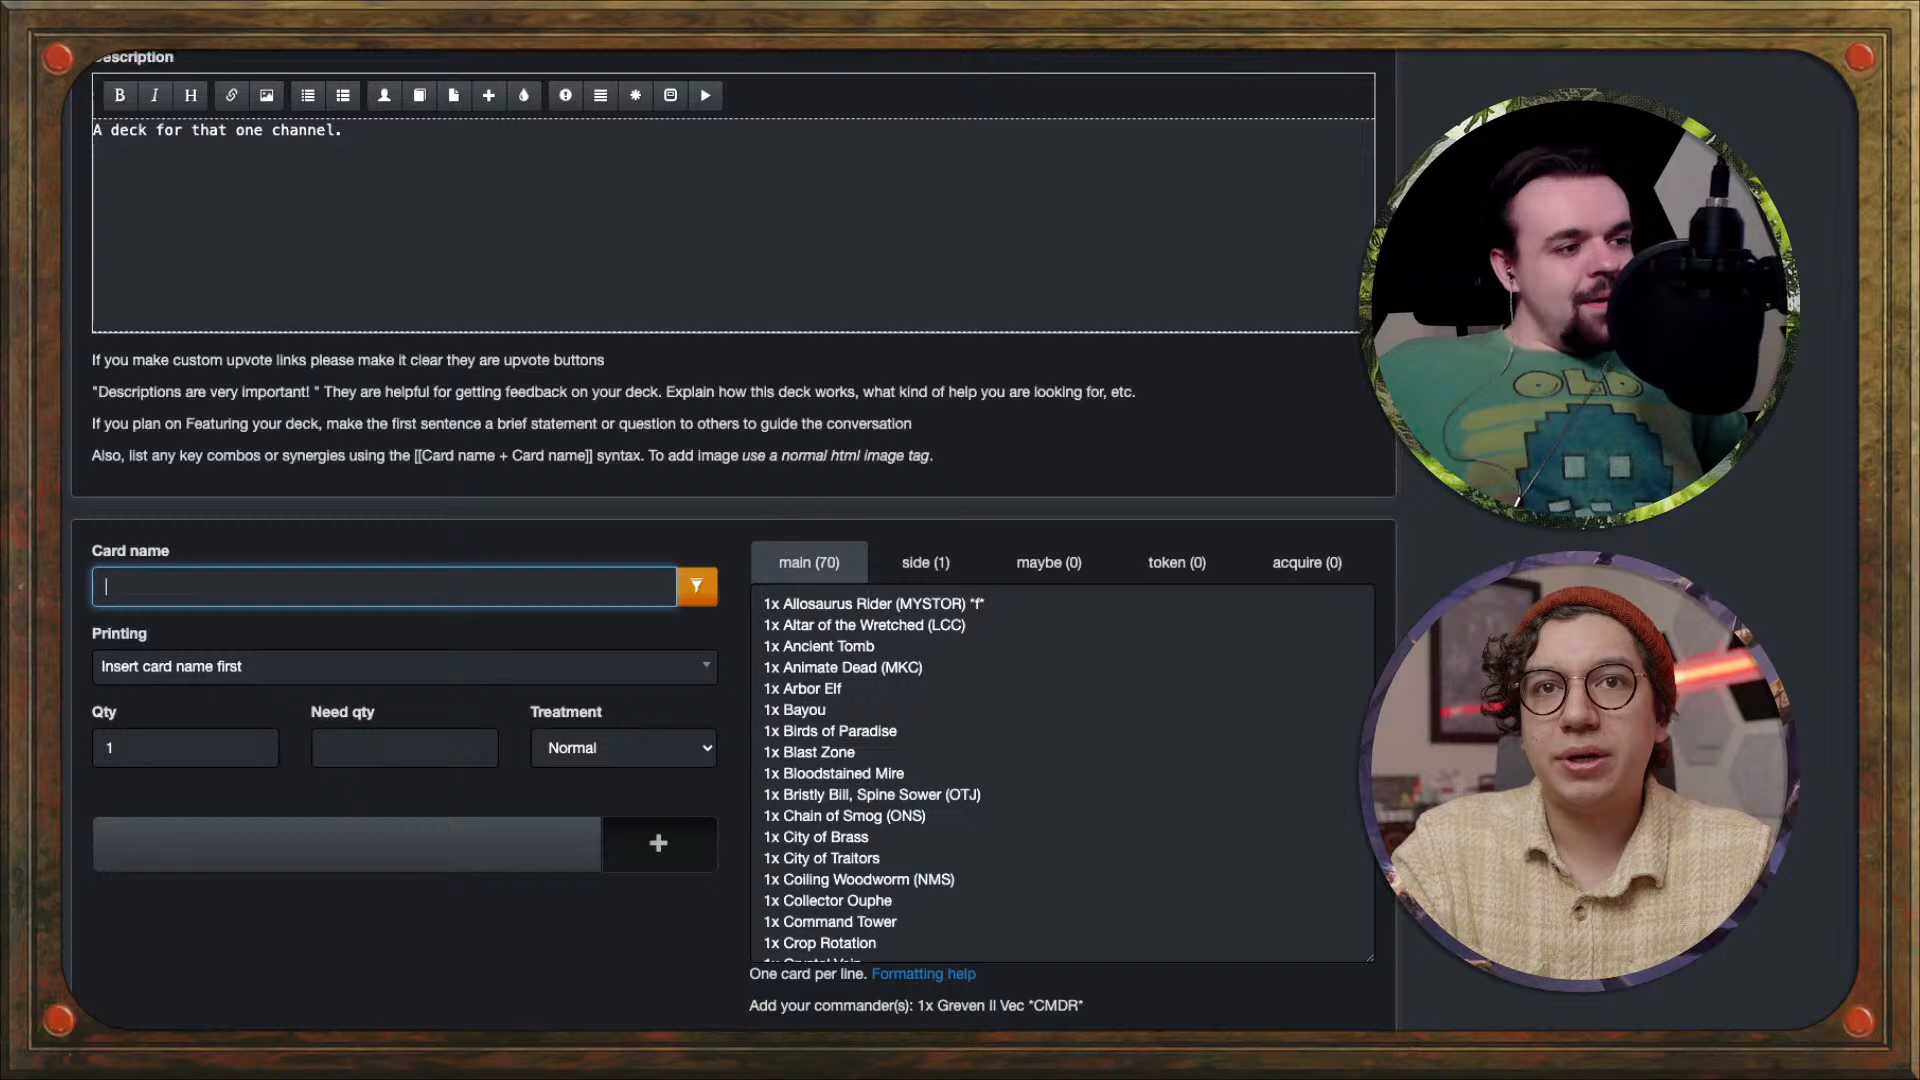 Description
B I H
A deck for that one channel.
If you make custom upvote links please make it clear they are upvote buttons
"Descriptions are very important! " They are helpful for getting feedback on your deck. Explain how this deck works, what kind of help you are looking for, etc.
If you plan on Featuring your deck, make the first sentence a brief statement or question to others to guide the conversation
Also, list any key combos or synergies using the [[Card name + Card name]] syntax. To add image use a normal html image tag.
Card name
Printing
Insert card name first
Qty Need qty Treatment
1 Normal
main (70) side (1) maybe (0) token (0) acquire (0)
1x Allosaurus Rider (MYSTOR) *f*
1x Altar of the Wretched (LCC)
1x Ancient Tomb
1x Animate Dead (MKC)
1x Arbor Elf
1x Bayou
1x Birds of Paradise
1x Blast Zone
1x Bloodstained Mire
1x Bristly Bill, Spine Sower (OTJ)
1x Chain of Smog (ONS)
1x City of Brass
1x City of Traitors
1x Coiling Woodworm (NMS)
1x Collector Ouphe
1x Command Tower
1x Crop Rotation
1x Crystal Vein
One card per line. Formatting help
Add your commander(s): 1x Greven Il Vec *CMDR*
OLD